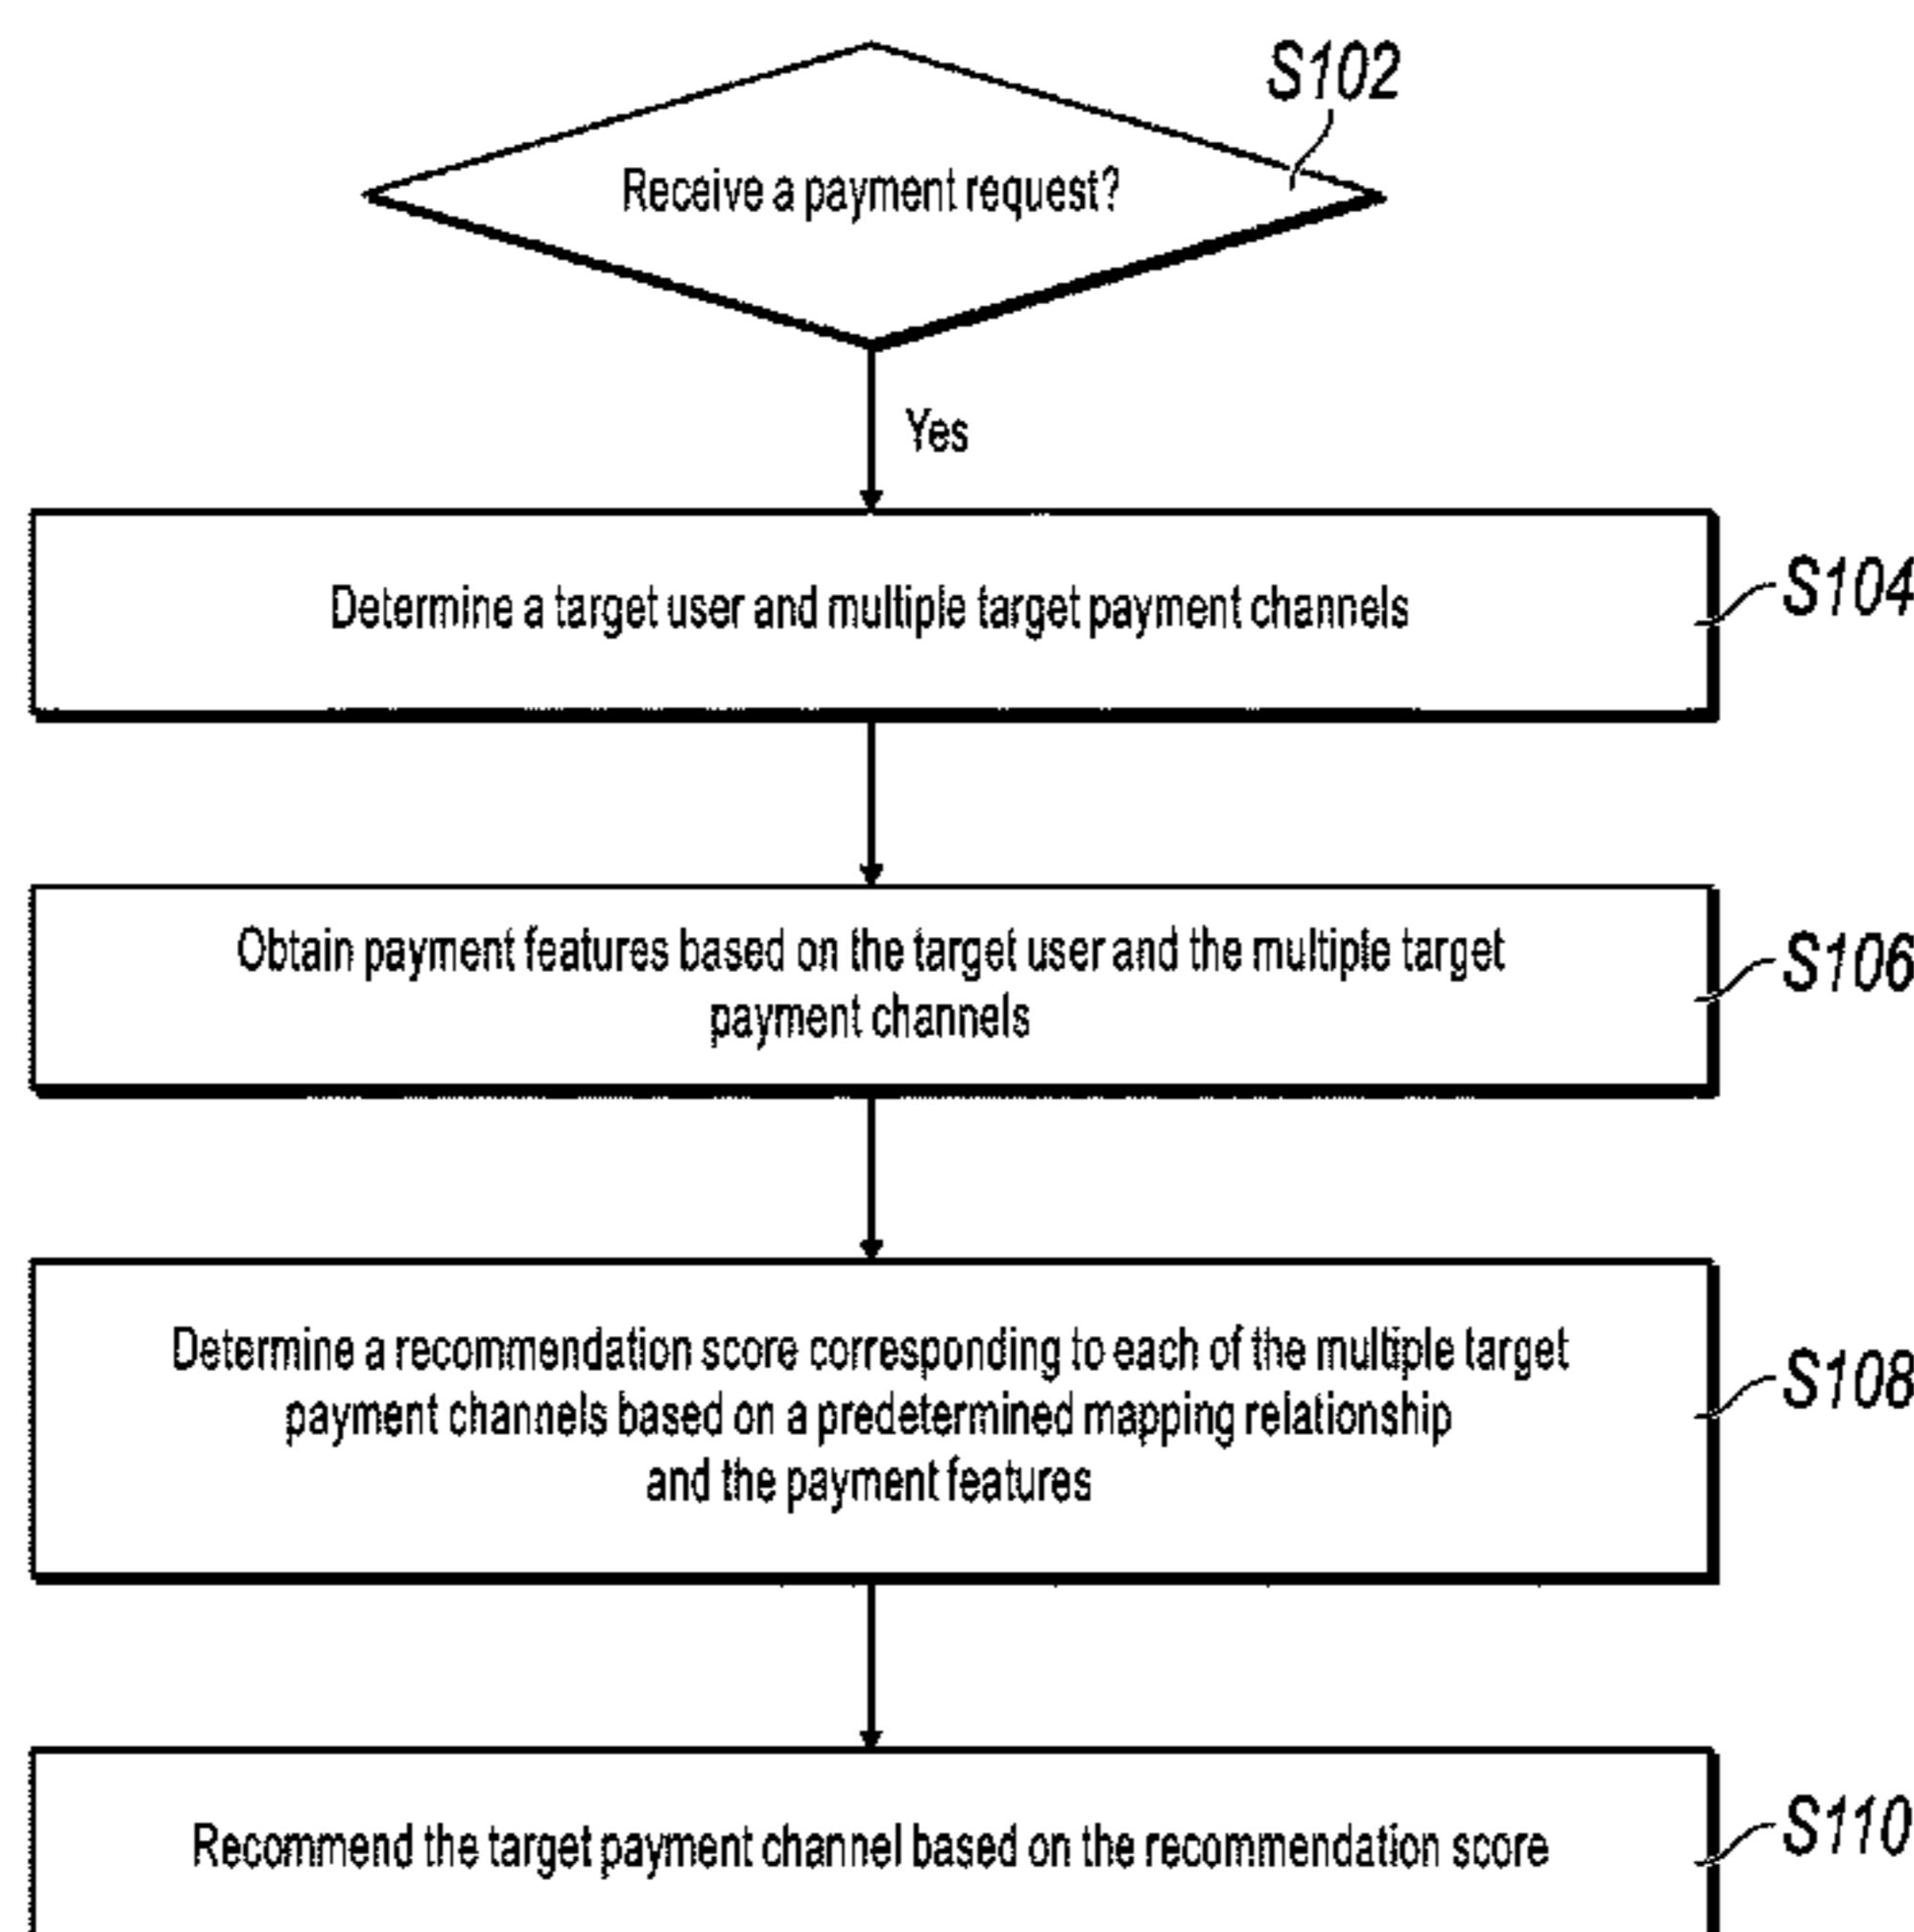 S102
Receive a payment request?
Yes
Determine a target user and multiple target payment channels
S104
Obtain payment features based on the target user and the multiple target
payment channels
S106
Determine a recommendation score corresponding to each of the multiple target
payment channels based on a predetermined mapping relationship
and the payment features
S108
Recommend the target payment channel based on the recommendation score
S110